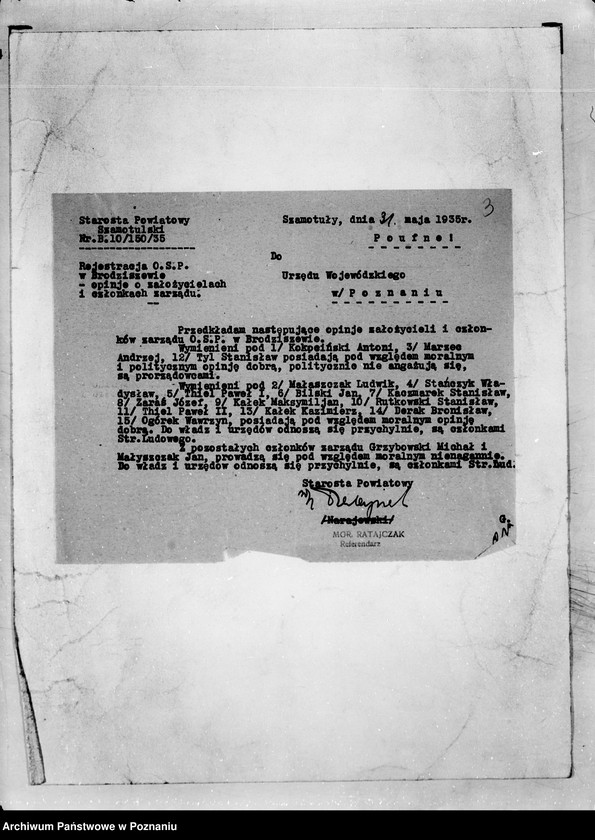 3
Starosta Powiatowy
Szamotulski
Nr.B.10/150/35
Szamotuły, dnia 31. maja 1935r.
Poufne!
Rejestracja O.S.P.
w Brodziszewie
- opinje o założycielach
i członkach zarządu.
Do
Urzędu Wojewódzkiego
w/ Poznaniu
Przedkładam następujące opinje założycieli i człon-
ków zarządu O.S.P. w Brodziszewie.
Wymienieni pod 1/ Kokpeiński Antoni, 3/ Marzec
Andrzej, 12/ Tyl Stanisław posiadają pod względem moralnym
i politycznym opinję dobrą, politycznie nie angażują się,
są prorządowcami.
Wymienieni pod 2/ Małaszczak Ludwik, 4/ Stańczyk Wła-
dysław, 5/ Thiel Paweł I, 6/ Bilski Jan, 7/ Kaczmarek Stanisław,
8/ Zaraś Józef, 9/ Kałek Maksymiljan, 10/ Rutkowski Stanisław,
11/ Thiel Paweł II, 13/ Kałek Kazimierz, 14/ Derak Bronisław,
15/ Ogórek Wawrzyn, posiadają pod względem moralnym opinję
dobrą. Do władz i urzędów odnoszą się przychylnie, są członkami
Str.Ludowego.
Z pozostałych członków zarządu Grzybowski Michał i
Małyszczak Jan, prowadzą się pod względem moralnym nienagannie.
Do władz i urzędów odnoszą się przychylnie, są członkami Str.Lud.
Starosta Powiatowy
/Narajewski/
MGR. RATAJCZAK
Referendarz
Archiwum Państwowe w Poznaniu